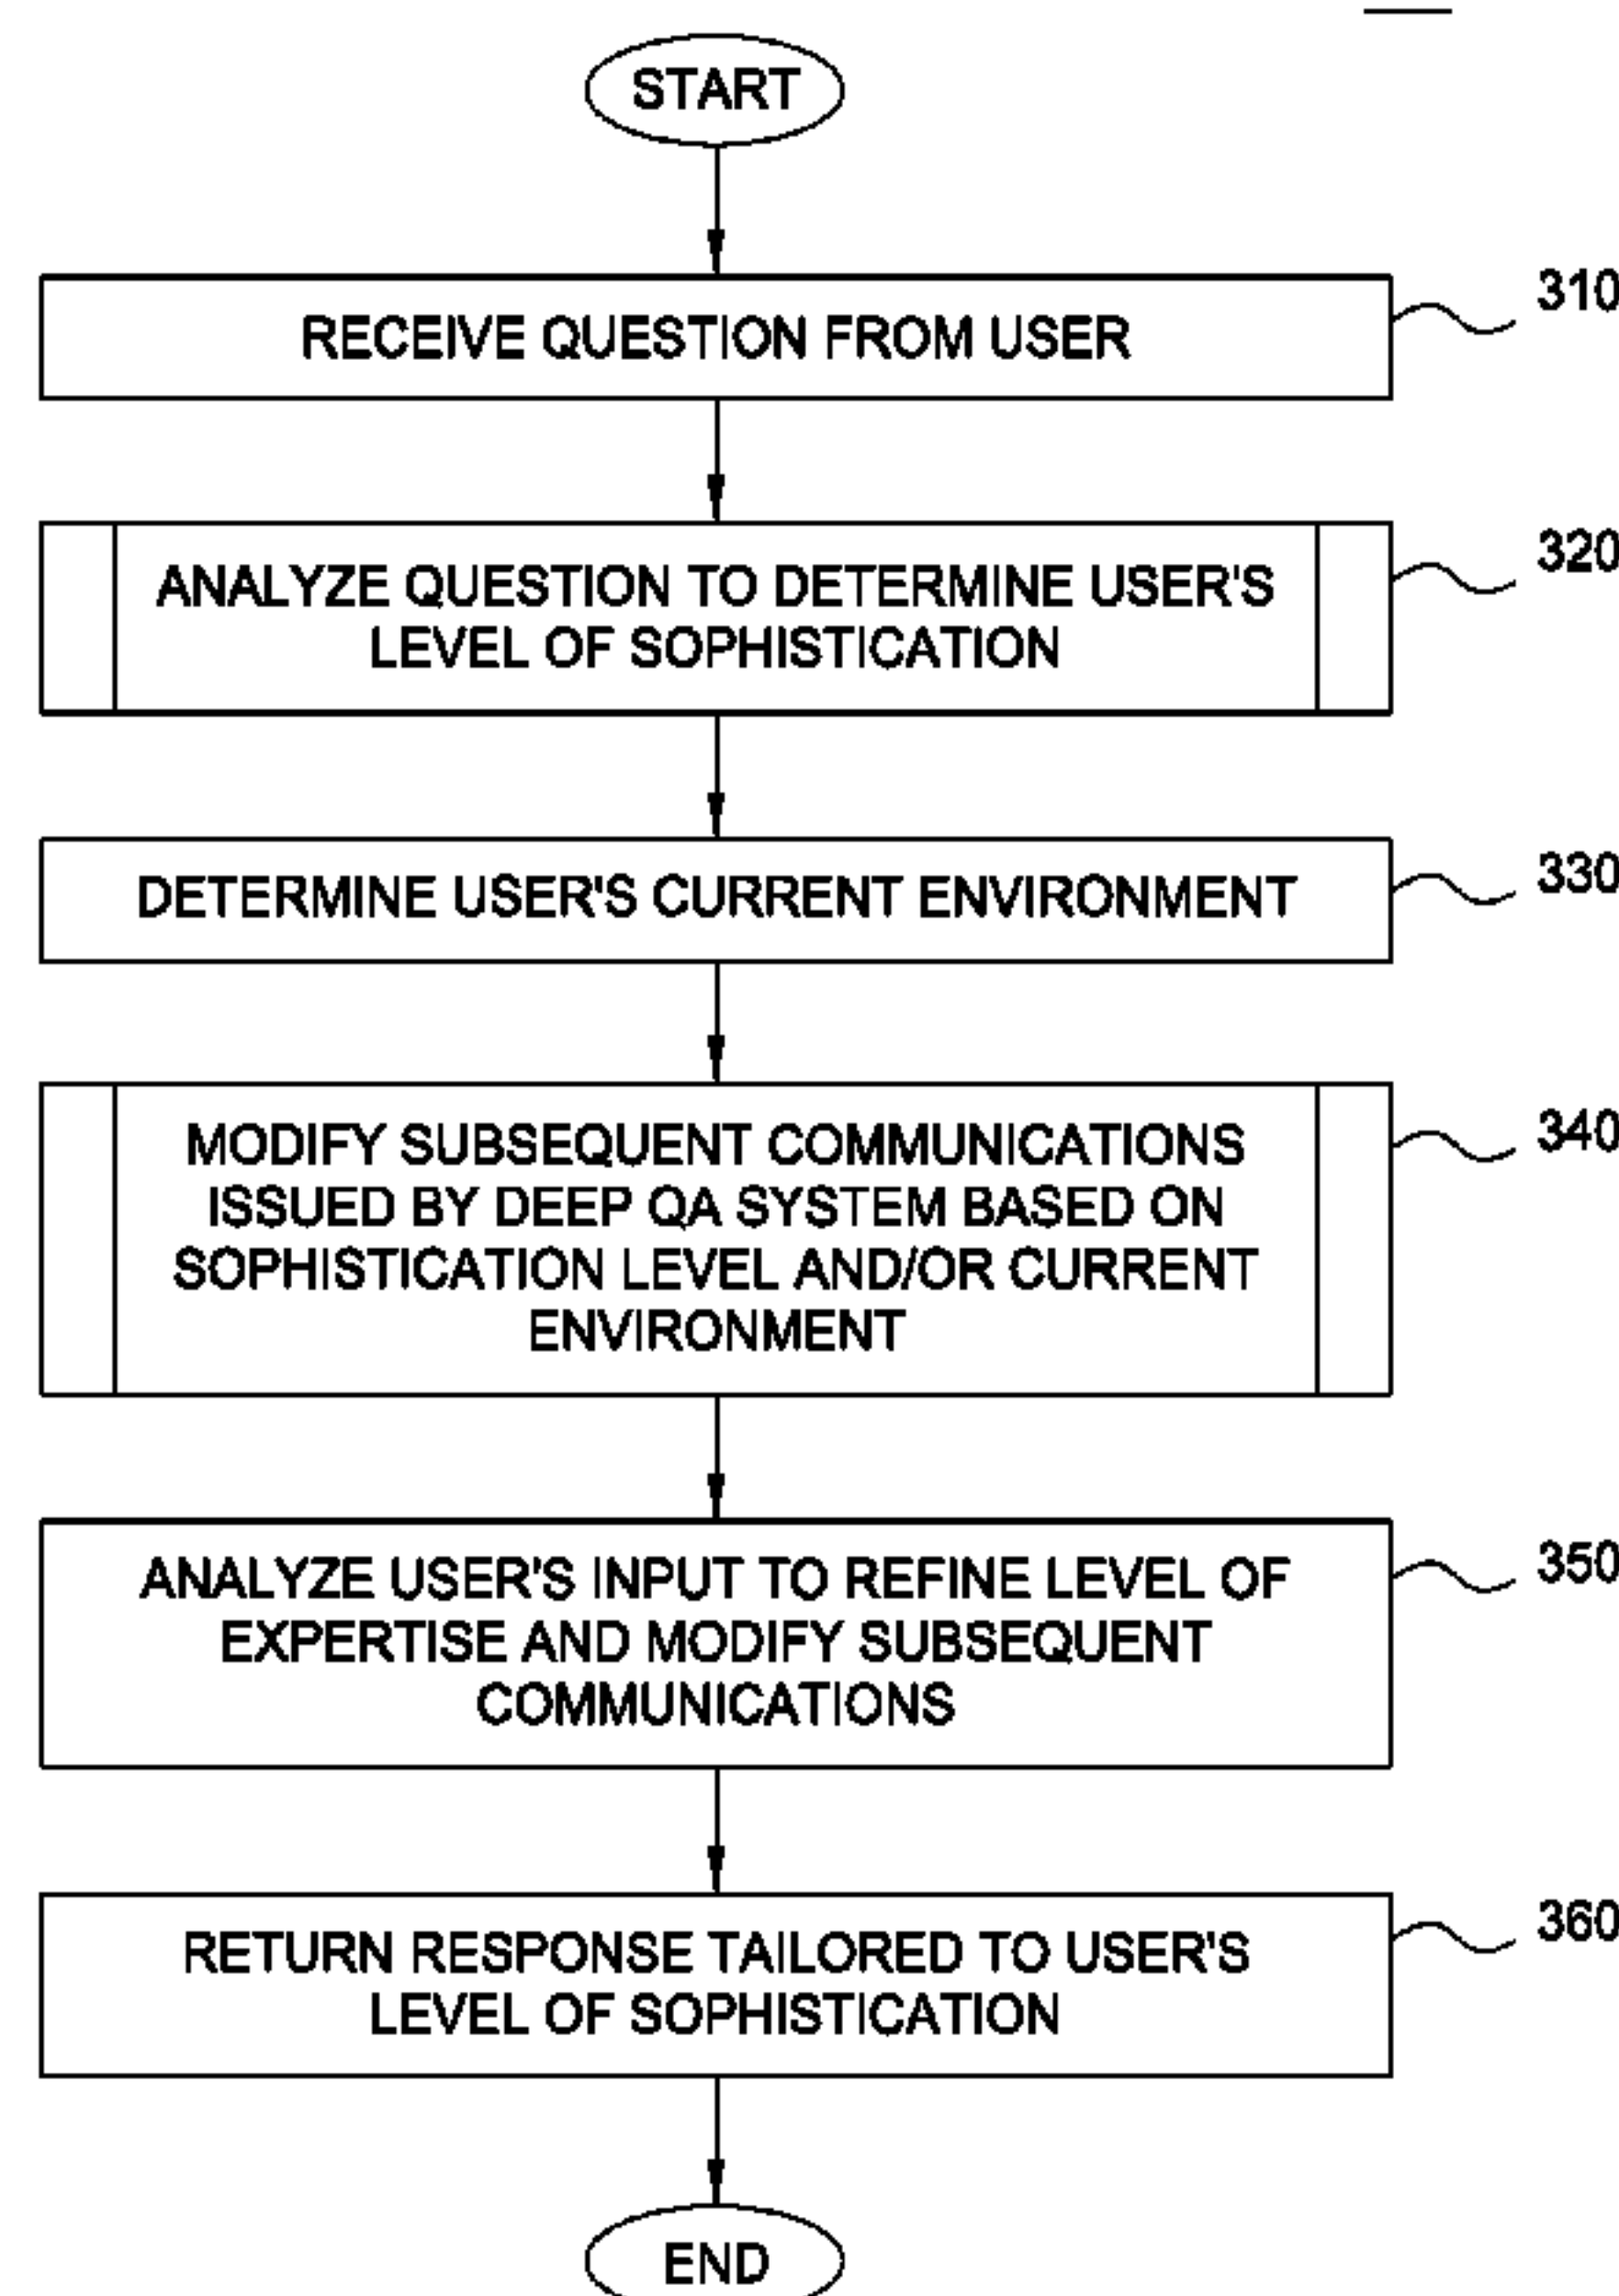 START
RECEIVE QUESTION FROM USER
310
ANALYZE QUESTION TO DETERMINE USER'S
LEVEL OF SOPHISTICATION
320
DETERMINE USER'S CURRENT ENVIRONMENT
330
MODIFY SUBSEQUENT COMMUNICATIONS
ISSUED BY DEEP QA SYSTEM BASED ON
SOPHISTICATION LEVEL AND/OR CURRENT
ENVIRONMENT
340
ANALYZE USER'S INPUT TO REFINE LEVEL OF
EXPERTISE AND MODIFY SUBSEQUENT
COMMUNICATIONS
350
RETURN RESPONSE TAILORED TO USER'S
LEVEL OF SOPHISTICATION
360
END